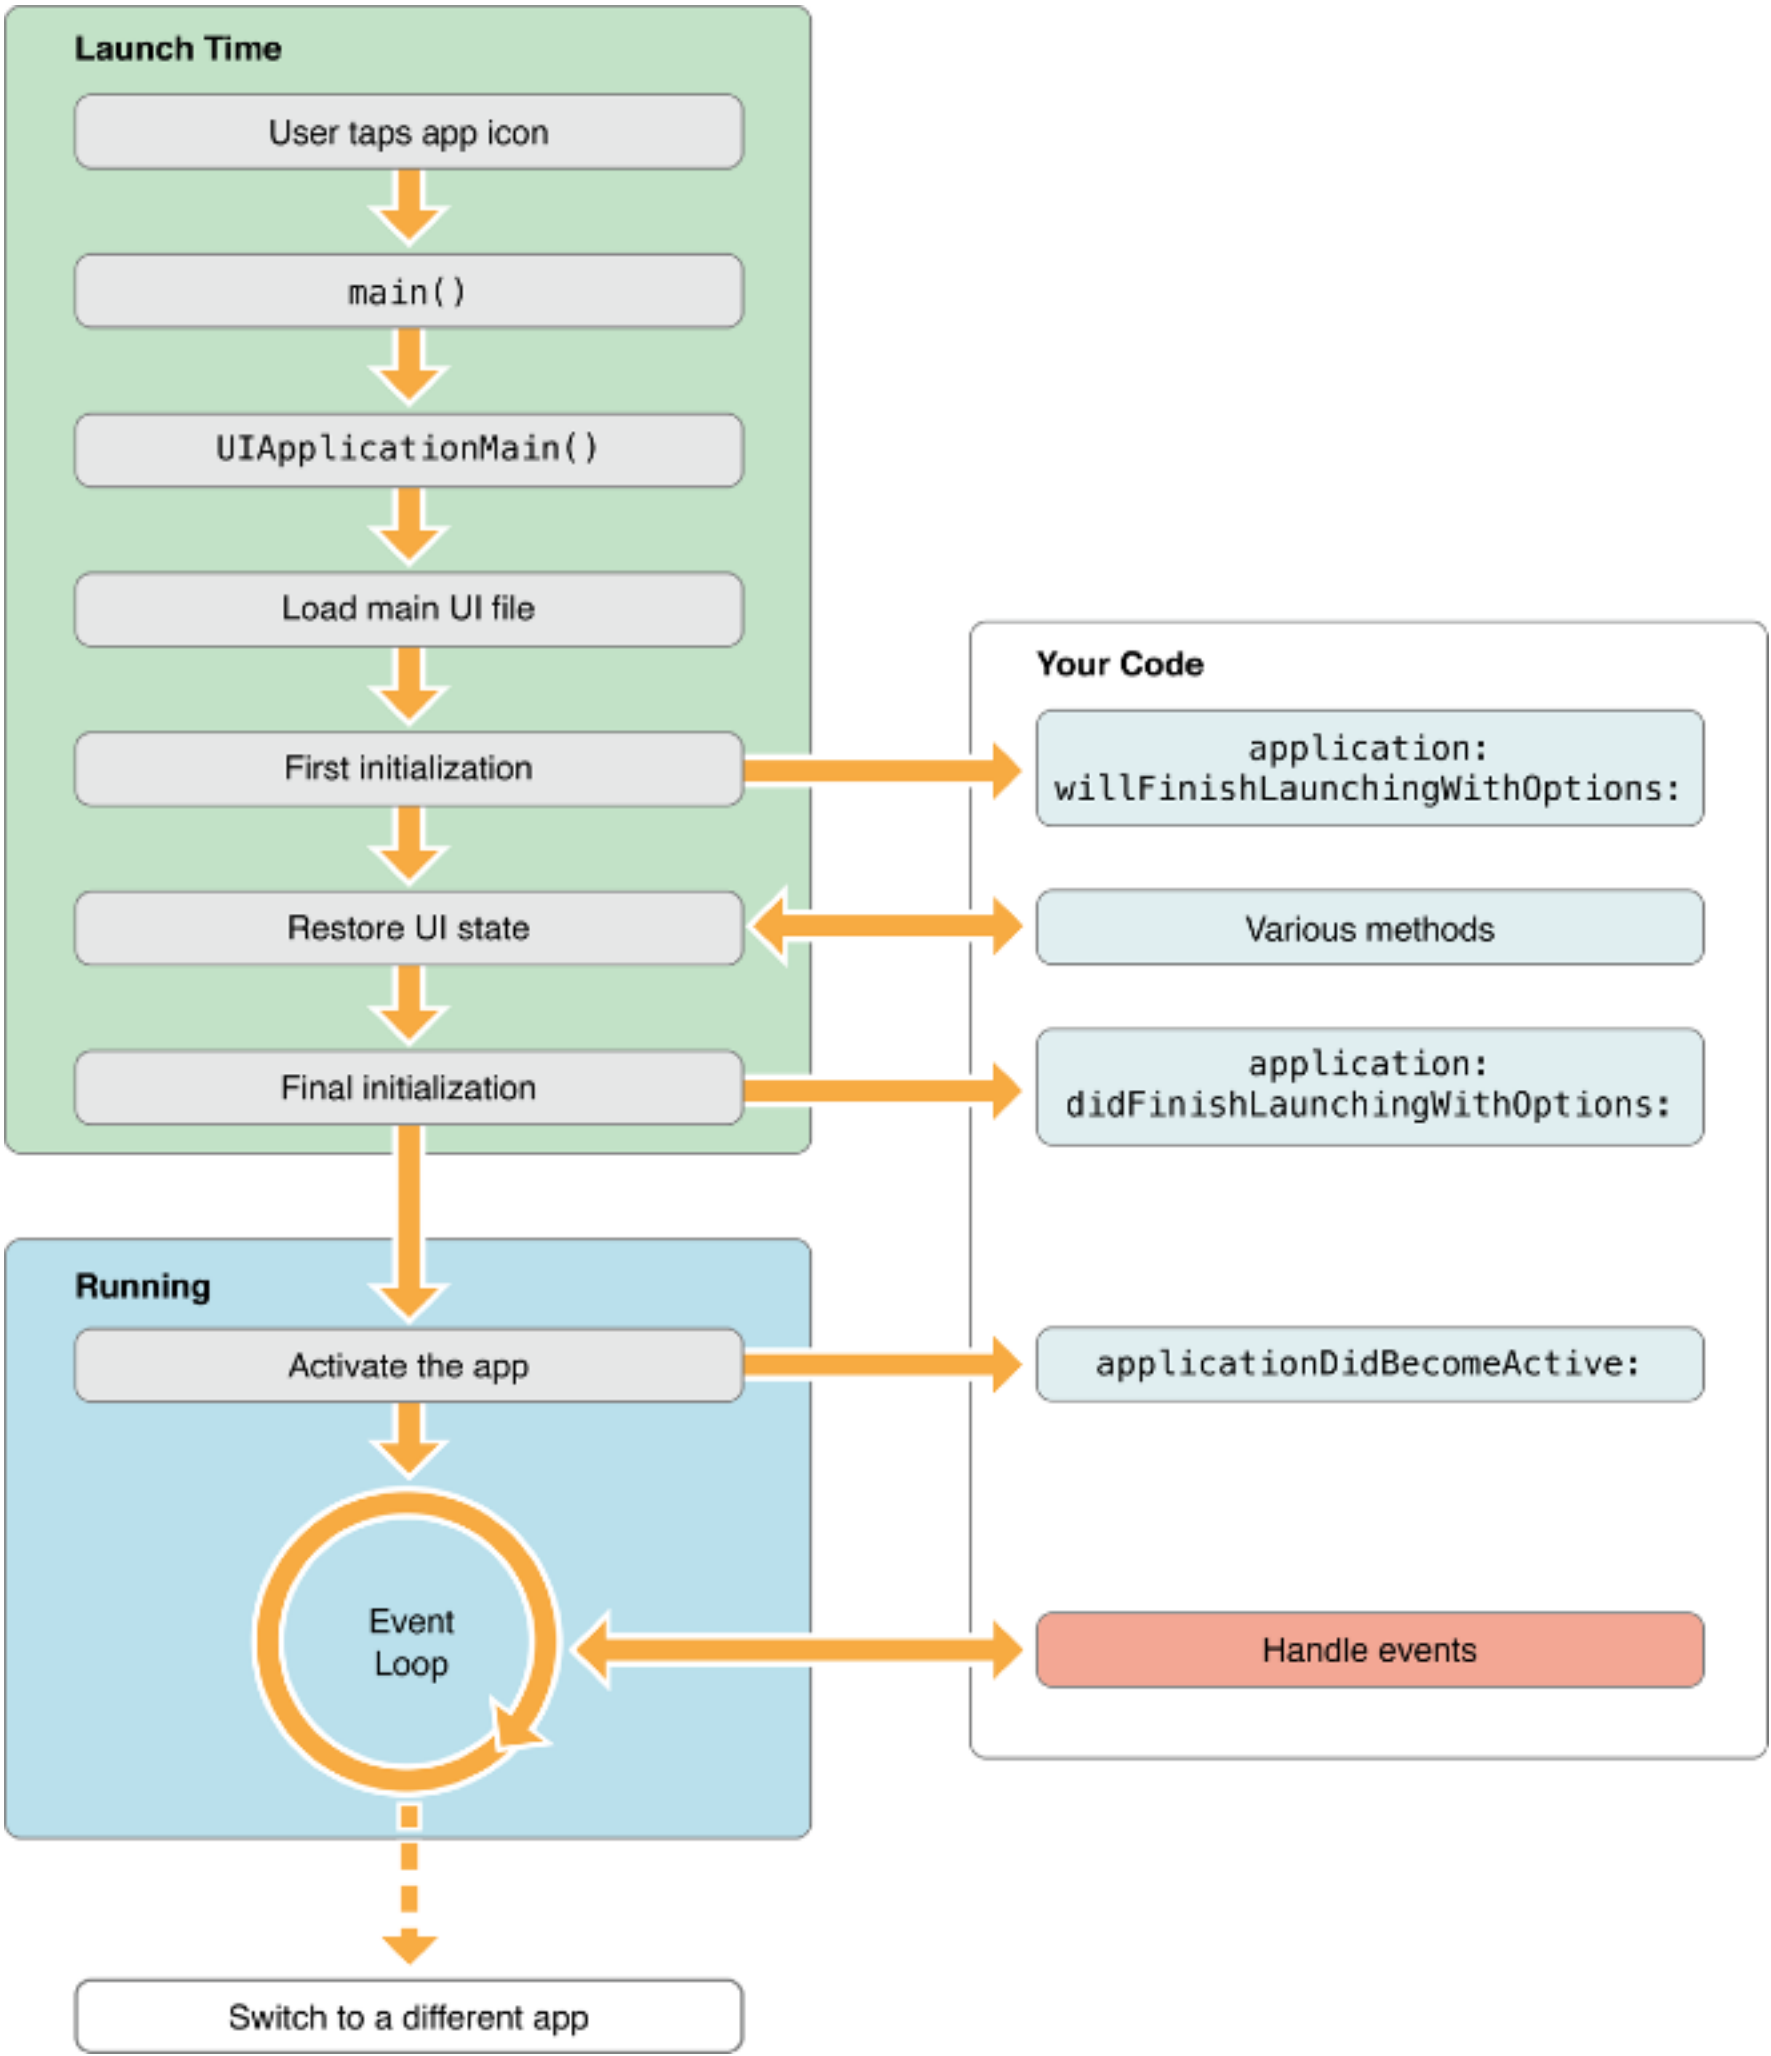 Launch Time
User taps app icon
main()
UIApplicationMain()
Load main UI file
First initialization
Restore UI state
Final initialization
Your Code
application:
willFinishLaunchingWithOptions:
Various methods
application:
didFinishLaunchingWithOptions:
Running
Activate the app
applicationDidBecomeActive:
Event
Loop
Handle events
Switch to a different app